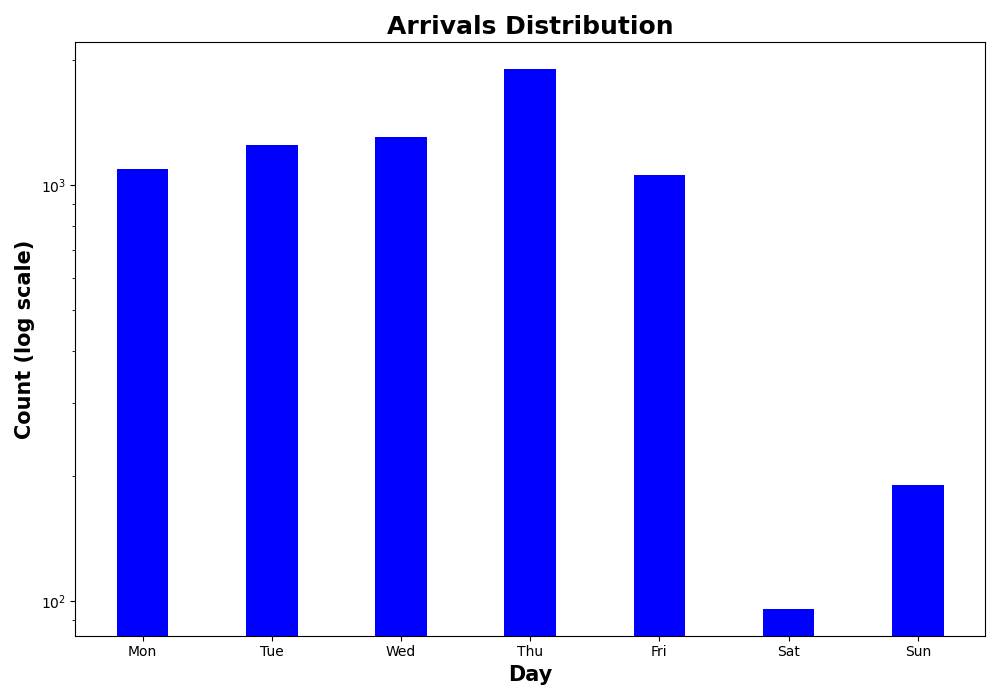 Arrivals Distribution
Count (log scale)
10³
10²
Mon Tue Wed Thu Fri Sat Sun
Day